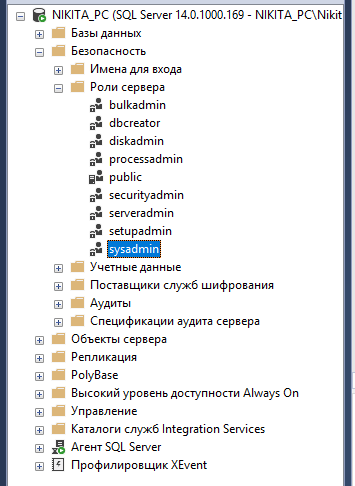 NIKITA_PC (SQL Server 14.0.1000.169 - NIKITA_PC\Nikit
Базы данных
Безопасность
Имена для входа
Роли сервера
bulkadmin
dbcreator
diskadmin
processadmin
public
securityadmin
serveradmin
setupadmin
sysadmin
Учетные данные
Поставщики служб шифрования
Аудиты
Спецификации аудита сервера
Объекты сервера
Репликация
PolyBase
Высокий уровень доступности Always On
Управление
Каталоги служб Integration Services
Агент SQL Server
Профилировщик XEvent